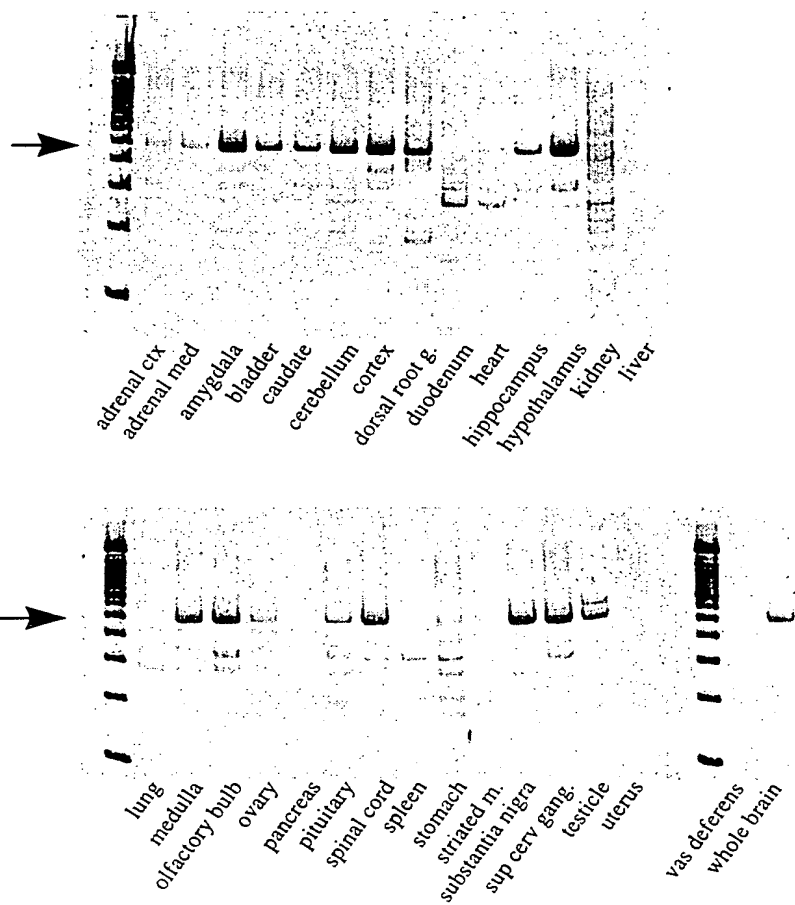 adrenal ctx
adrenal med
amygdala
bladder
caudate
cerebellum
cortex
dorsal root g.
duodenum
heart
hippocampus
hypothalamus
kidney
liver
lung
medulla
olfactory bulb
ovary
pancreas
pituitary
spinal cord
spleen
stomach
striated m.
substantia nigra
sup cerv gang.
testicle
uterus
vas deferens
whole brain